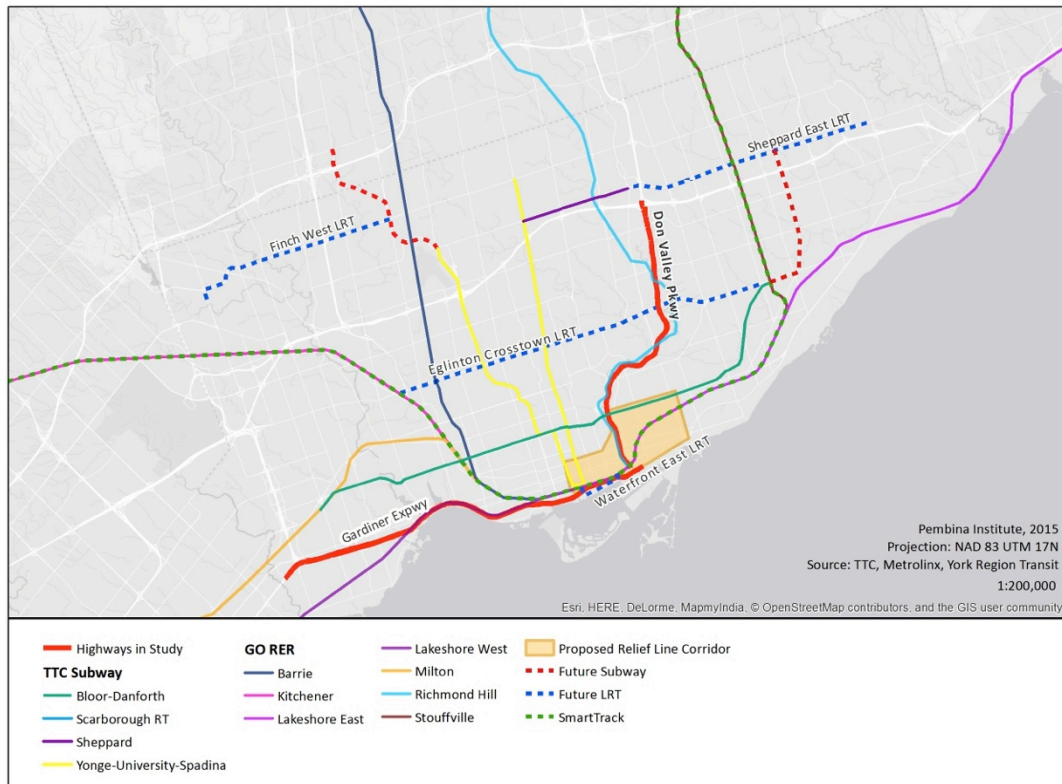 Sheppard East LRT
Finch West LRT
Don Valley Pkwy
Eglinton Crosstown LRT
Waterfront East LRT
Gardiner Expwy
Pembina Institute, 2015
Projection: NAD 83 UTM 17N
Source: TTC, Metrolinx, York Region Transit
1:200,000
Esri, HERE, DeLorme, MapmyIndia, © OpenStreetMap contributors, and the GIS user community
Highways in Study
TTC Subway
Bloor-Danforth
Scarborough RT
Sheppard
Yonge-University-Spadina
GO RER
Barrie
Kitchener
Lakeshore East
Lakeshore West
Milton
Richmond Hill
Stouffville
Proposed Relief Line Corridor
Future Subway
Future LRT
SmartTrack